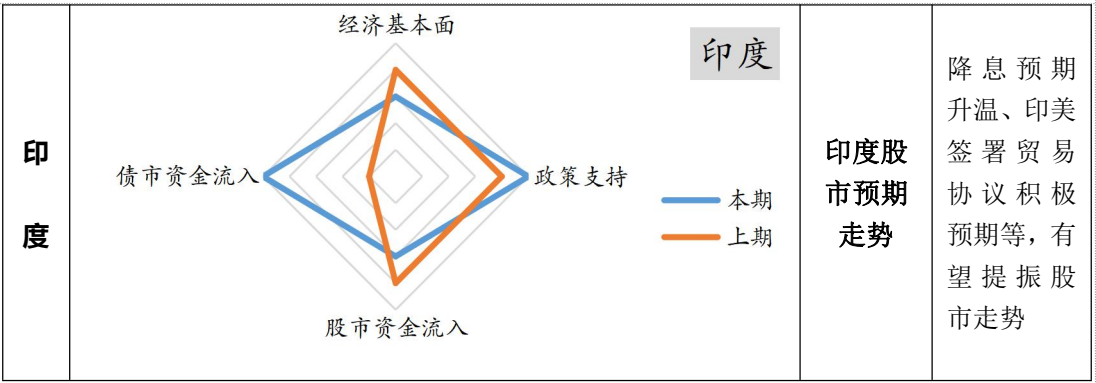 印
度
经济基本面
印度
债市资金流入
政策支持
本期
上期
股市资金流入
印度股
市预期
走势
降息预期
升温、印美
签署贸易
协议积极
预期等，有
望提振股
市走势